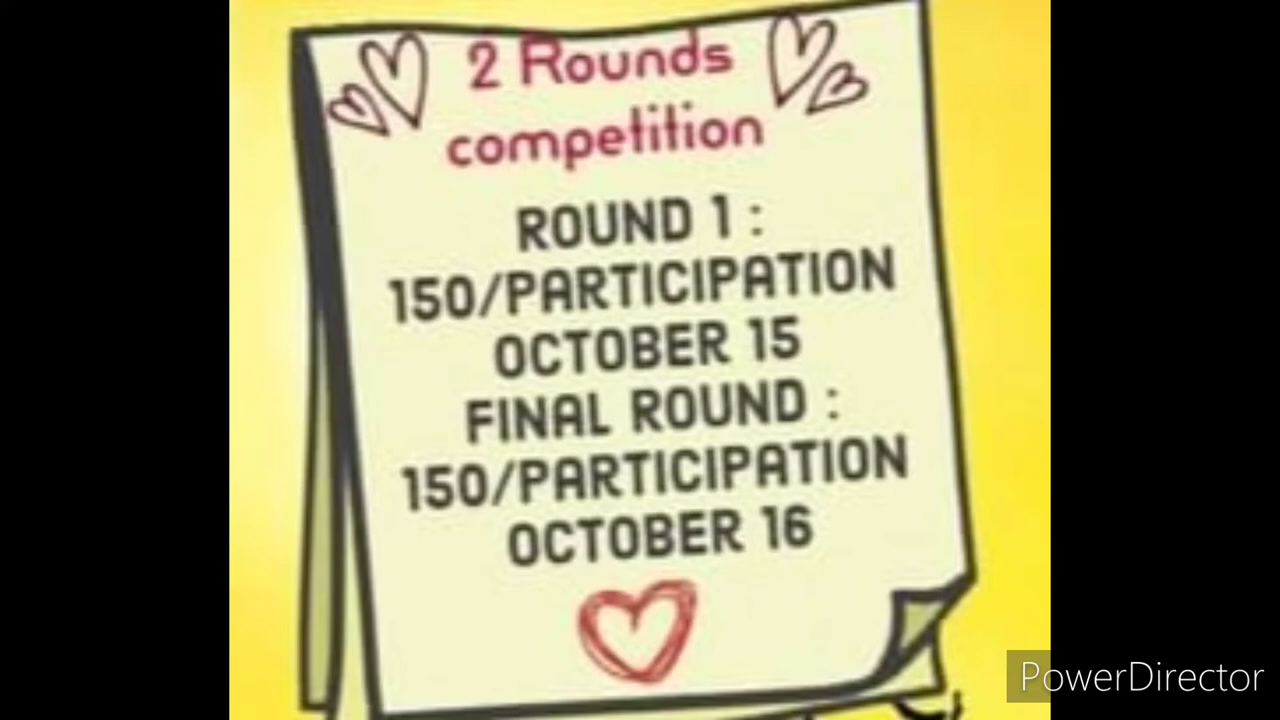 2 Rounds
competition
ROUND 1 :
150/PARTICIPATION
OCTOBER 15
FINAL ROUND :
150/PARTICIPATION
OCTOBER 16
PowerDirector